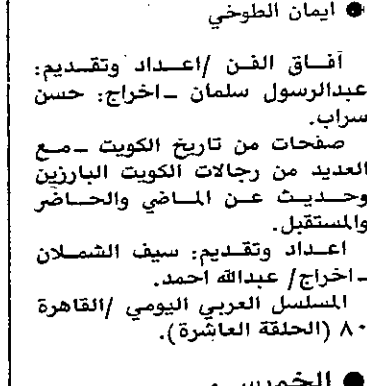 ● ايمان الطوخي
آفاق الفن /اعداد وتقديم:
عبدالرسول سلمان ـ اخراج: حسن
سراب.
صفحات من تاريخ الكويت ـ مع
العديد من رجالات الكويت البارزين
وحديث عن الماضي والحاضر
والمستقبل.
اعداد وتقديم: سيف الشملان
ـ اخراج/ عبدالله احمد.
المسلسل العربي اليومي /القاهرة
٨٠ (الحلقة العاشرة).